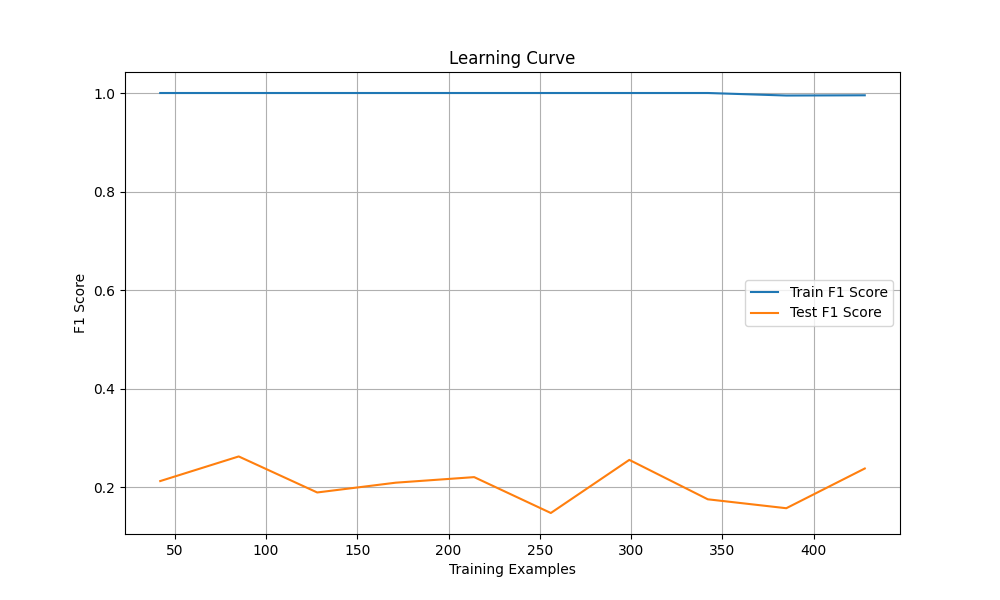 Learning Curve
1.0
0.8
0.6
0.4
0.2
F1 Score
Train F1 Score
Test F1 Score
50 100 150 200 250 300 350 400
Training Examples